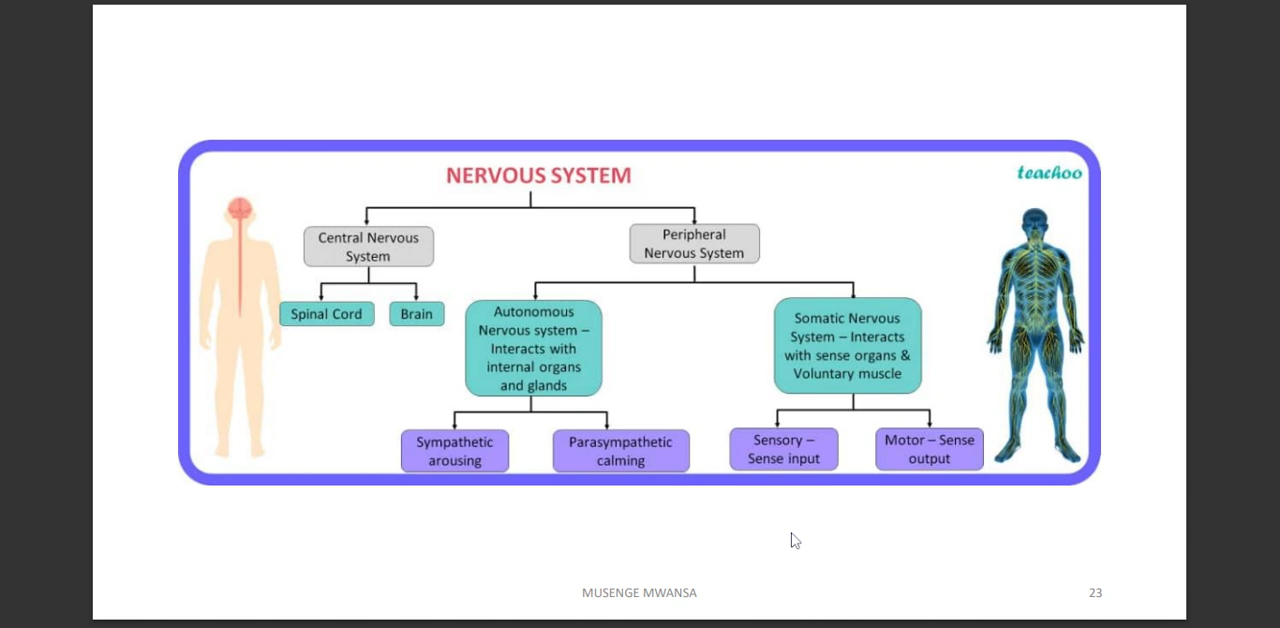 NERVOUS SYSTEM
teachoo
Central Nervous
System
Peripheral
Nervous System
Spinal Cord
Brain
Autonomous
Nervous system –
Interacts with
internal organs
and glands
Somatic Nervous
System – Interacts
with sense organs &
Voluntary muscle
Sympathetic
arousing
Parasympathetic
calming
Sensory –
Sense input
Motor – Sense
output
MUSENGE MWANSA
23